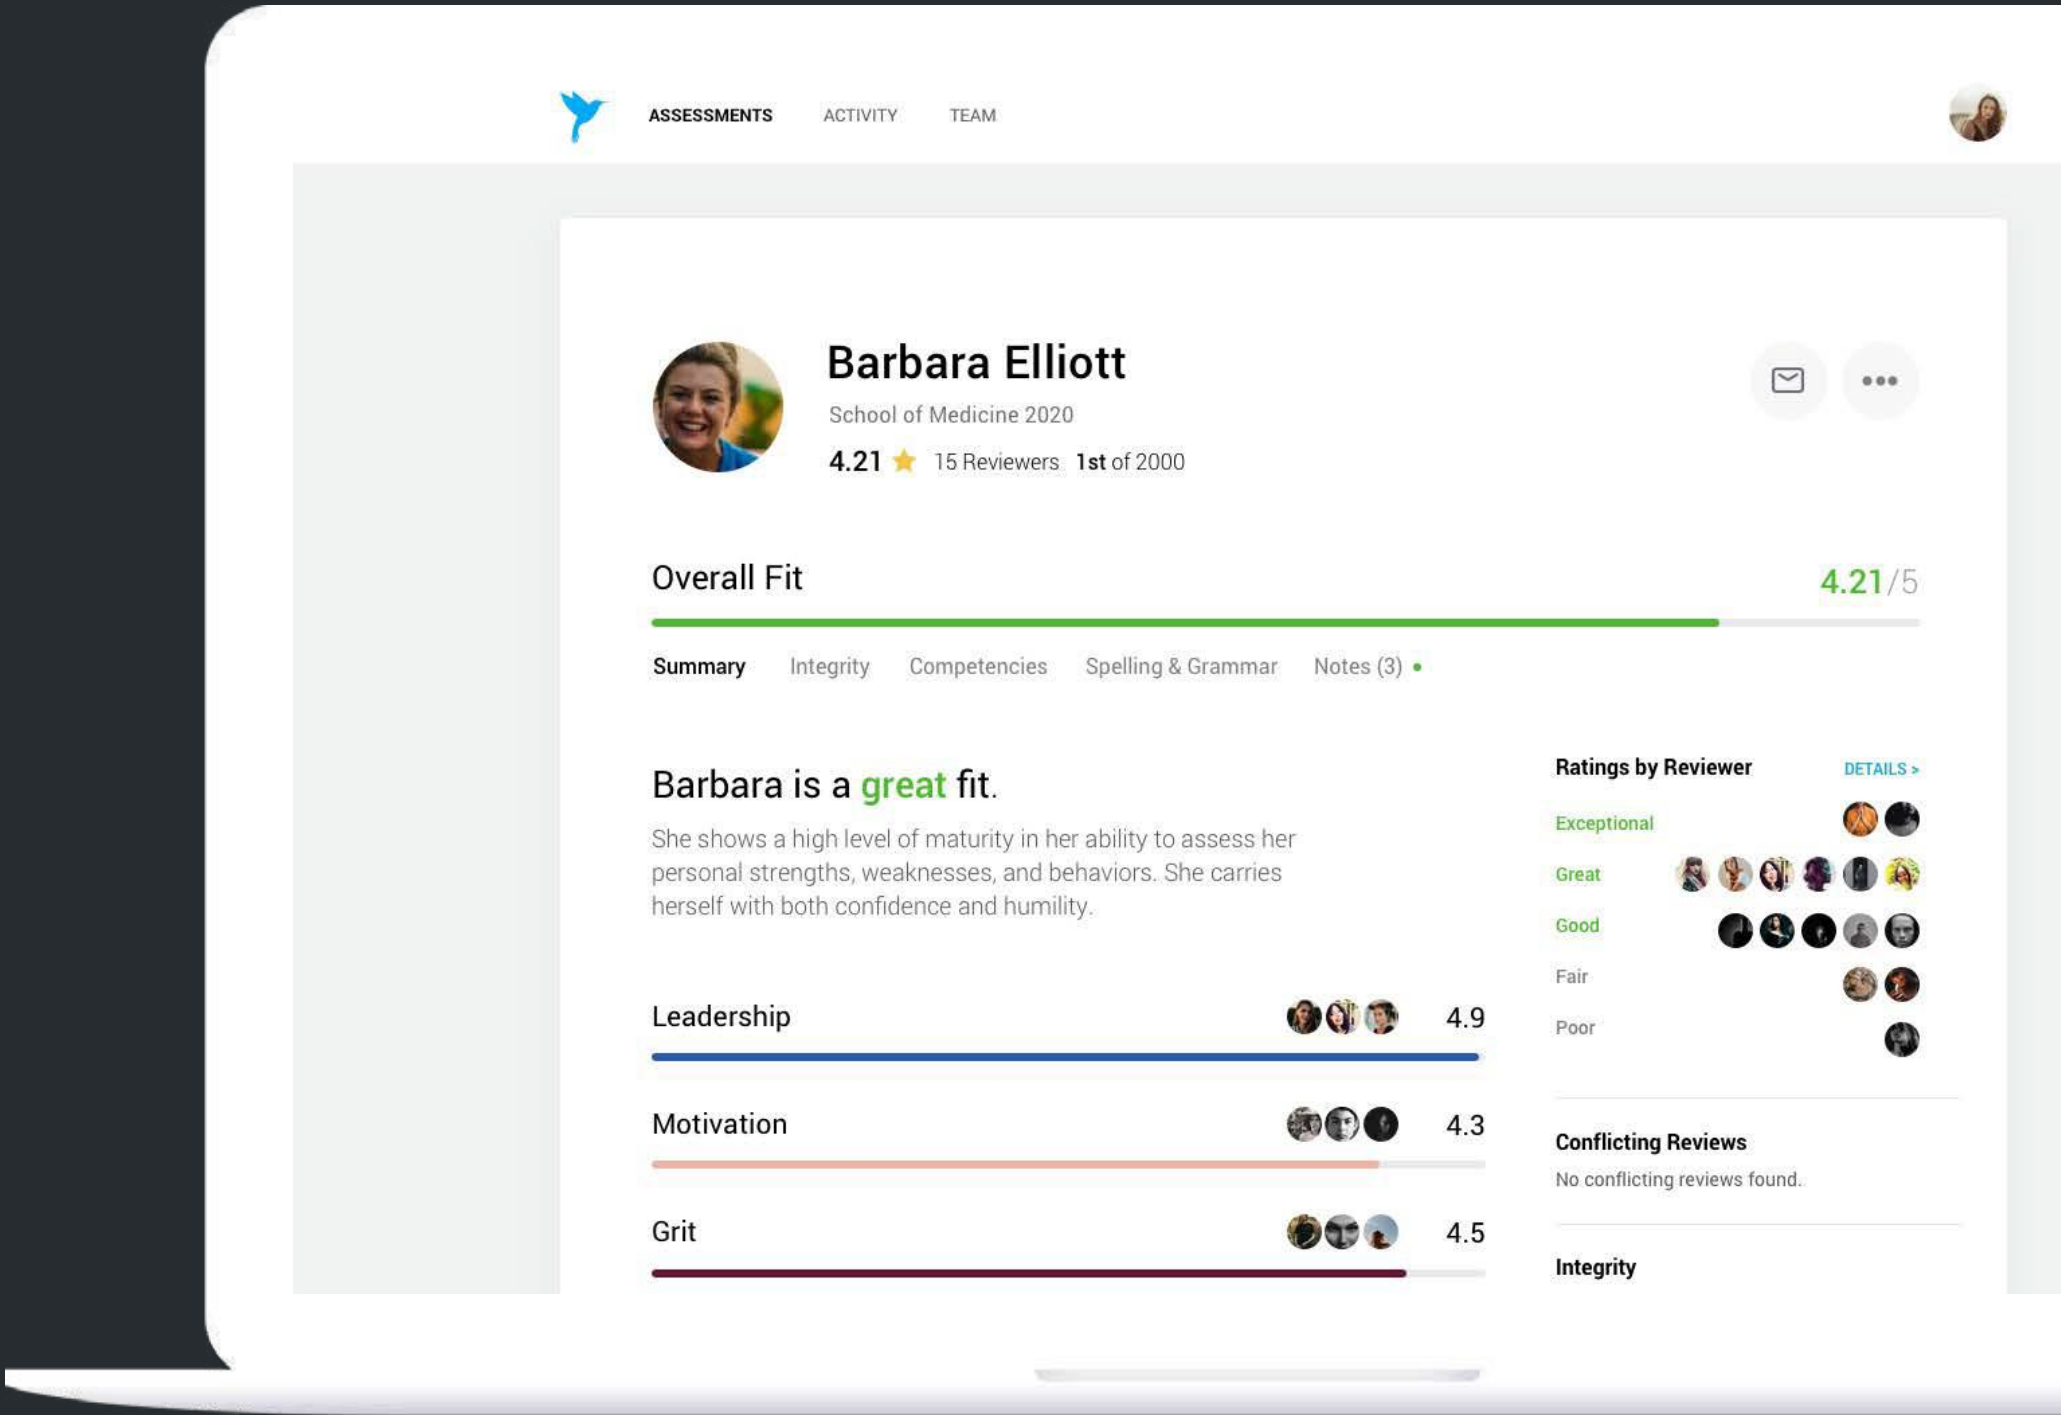 ASSESSMENTS ACTIVITY TEAM
Barbara Elliott
School of Medicine 2020
4.21 15 Reviewers 1st of 2000
Overall Fit 4.21/5
Summary Integrity Competencies Spelling & Grammar Notes (3)
Barbara is a great fit.
She shows a high level of maturity in her ability to assess her
personal strengths, weaknesses, and behaviors. She carries
herself with both confidence and humility.
Leadership 4.9
Motivation 4.3
Grit 4.5
Ratings by Reviewer DETAILS >
Exceptional
Great
Good
Fair
Poor
Conflicting Reviews
No conflicting reviews found.
Integrity